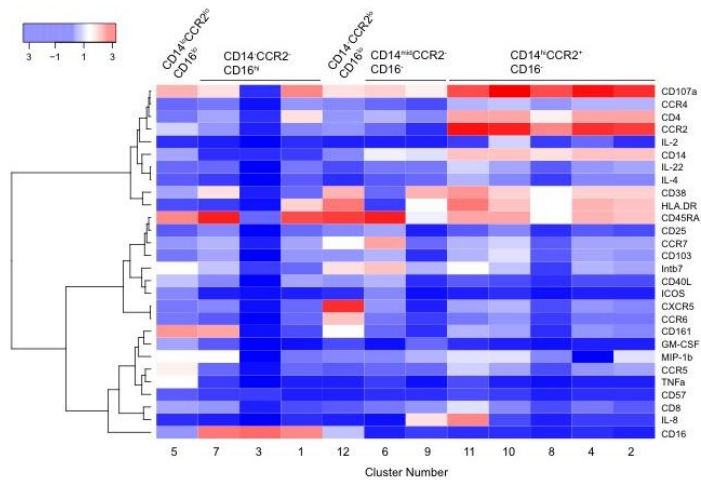 3 −1 1 3
CD14ˡᵒCCR2ˡᵒ
CD16ˡᵒ
CD14⁻CCR2⁻
CD16ʰⁱ
CD14⁻CCR2ˡᵒ
CD16ˡᵒ
CD14ᵐⁱᵈCCR2⁻
CD16⁻
CD14ʰⁱCCR2⁺
CD16⁻
CD107a
CCR4
CD4
CCR2
IL-2
CD14
IL-22
IL-4
CD38
HLA.DR
CD45RA
CD25
CCR7
CD103
Intb7
CD40L
ICOS
CXCR5
CCR6
CD161
GM-CSF
MIP-1b
CCR5
TNFa
CD57
CD8
IL-8
CD16
5 7 3 1 12 6 9 11 10 8 4 2
Cluster Number